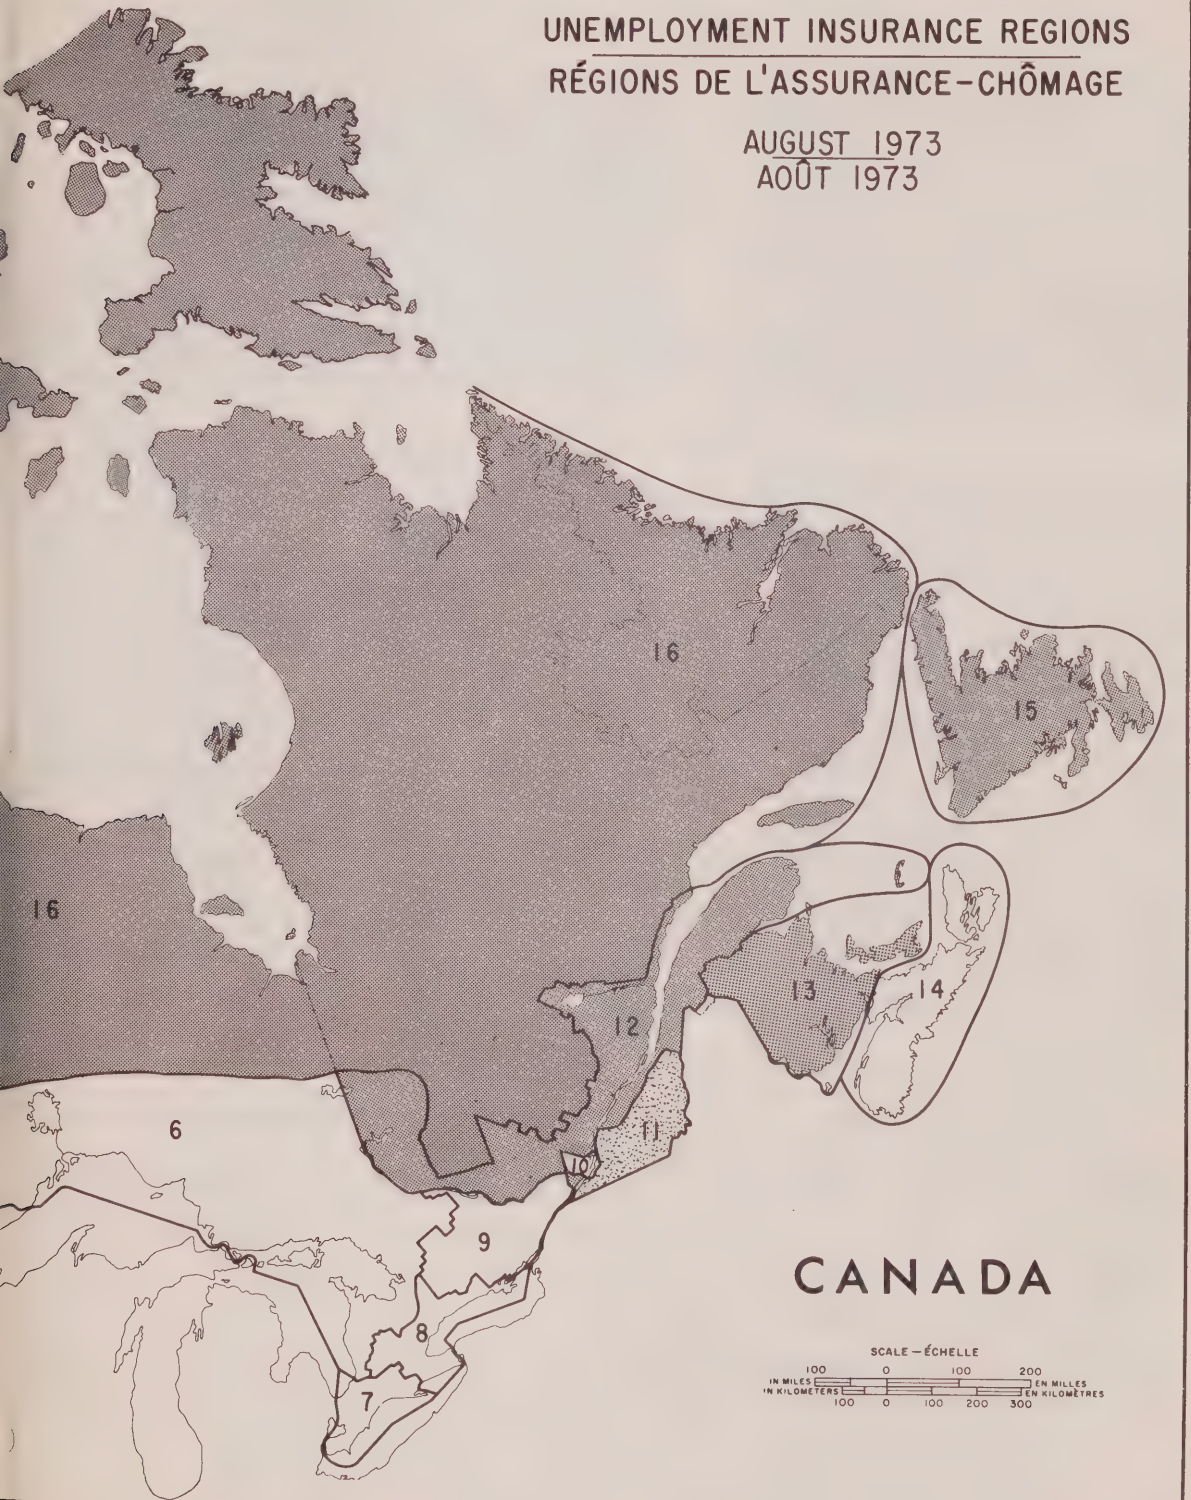 UNEMPLOYMENT INSURANCE REGIONS
RÉGIONS DE L'ASSURANCE-CHÔMAGE
AUGUST 1973
AOÛT 1973
16
15
16
14
13
12
6
11
10
9
8
7
CANADA
SCALE — ÉCHELLE
100 0 100 200
IN MILES EN MILLES
IN KILOMETERS EN KILOMÈTRES
100 0 100 200 300